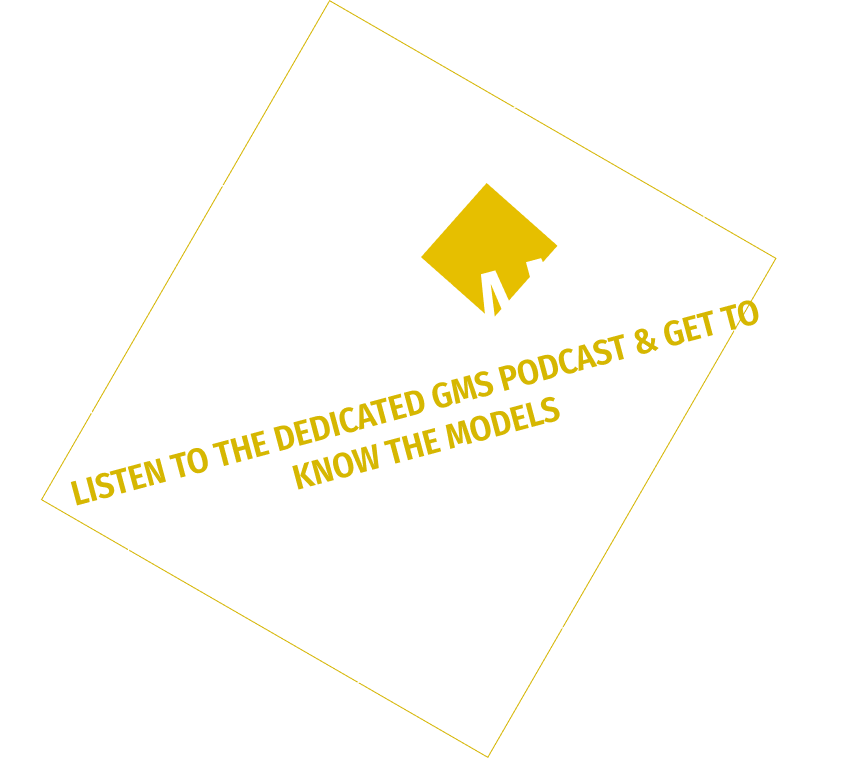 LISTEN TO THE DEDICATED GMS PODCAST & GET TO
KNOW THE MODELS